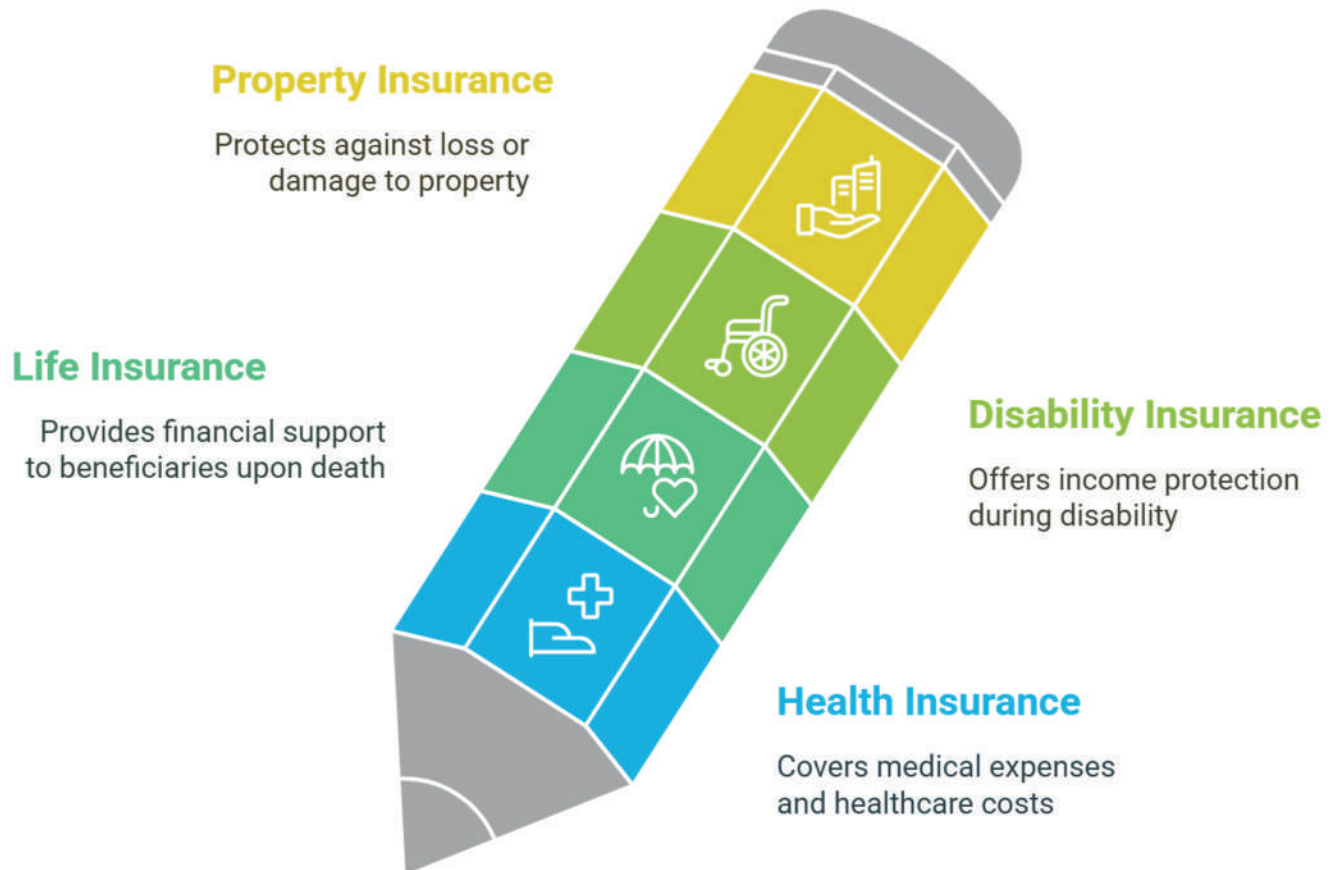 Property Insurance
Protects against loss or
damage to property
Life Insurance
Provides financial support
to beneficiaries upon death
Disability Insurance
Offers income protection
during disability
Health Insurance
Covers medical expenses
and healthcare costs